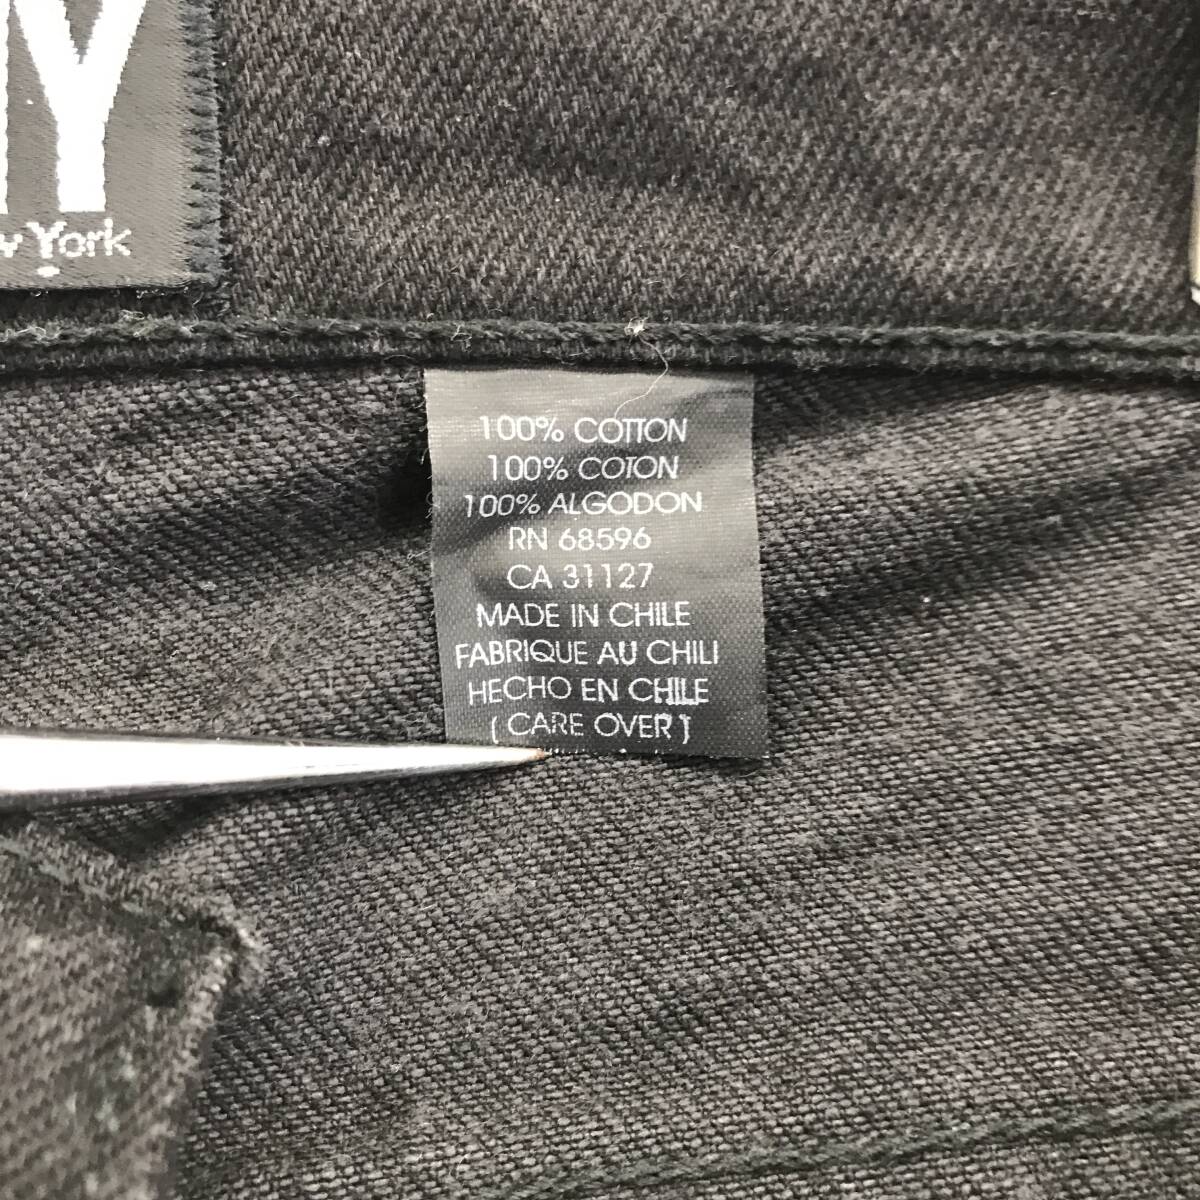 Y
York
100% COTTON
100% COTON
100% ALGODON
RN 68596
CA 31127
MADE IN CHILE
FABRIQUE AU CHILI
HECHO EN CHILE
( CARE OVER )